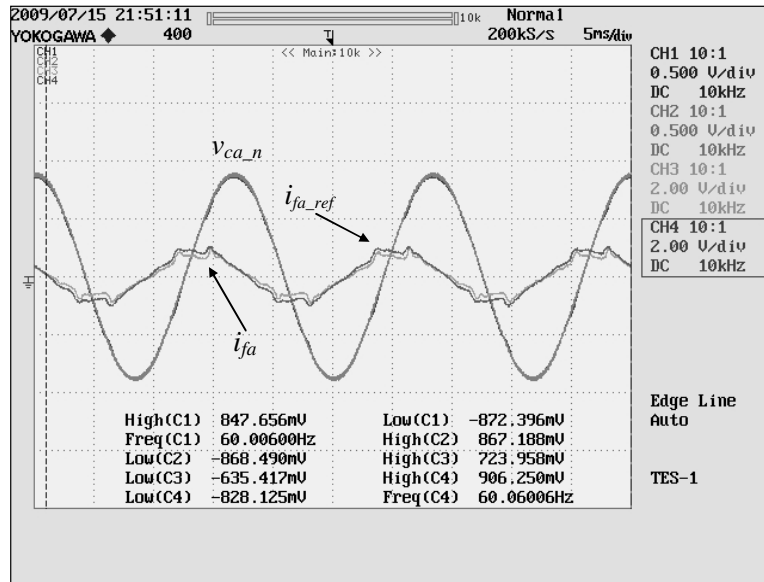 2009/07/15 21:51:11 10k Normal
YOKOGAWA ◆ 400 200kS/s 5ms/div
<< Main:10k >>
CH1
CH2
CH3
CH4
T
CH1 10:1
0.500 V/div
DC 10kHz
CH2 10:1
0.500 V/div
DC 10kHz
CH3 10:1
2.00 V/div
DC 10kHz
CH4 10:1
2.00 V/div
DC 10kHz
v_ca_n
i_fa_ref
i_fa
Edge Line
Auto
TES-1
High(C1) 847.656mV Low(C1) -872.396mV
Freq(C1) 60.00600Hz High(C2) 867.188mV
Low(C2) -868.490mV High(C3) 723.958mV
Low(C3) -635.417mV High(C4) 906.250mV
Low(C4) -828.125mV Freq(C4) 60.06006Hz